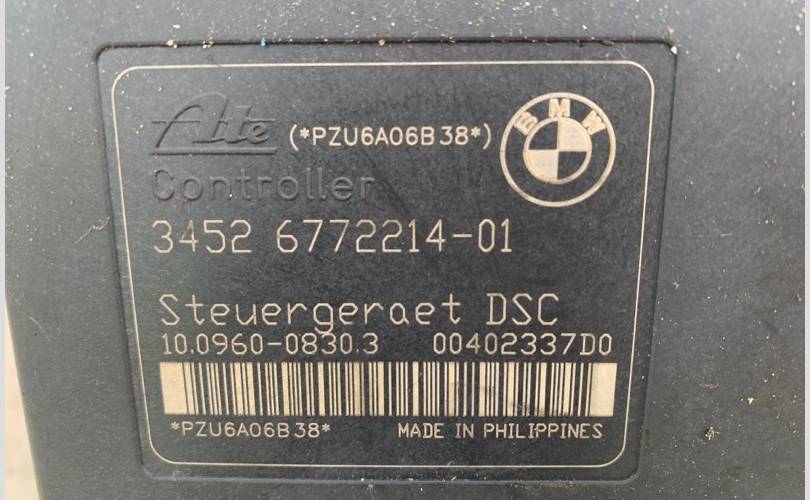 Ate (*PZU6A06B38*) BMW
Controller
3452 6772214-01
Steuergeraet DSC
10.0960-0830.3 00402337D0
*PZU6A06B38* MADE IN PHILIPPINES